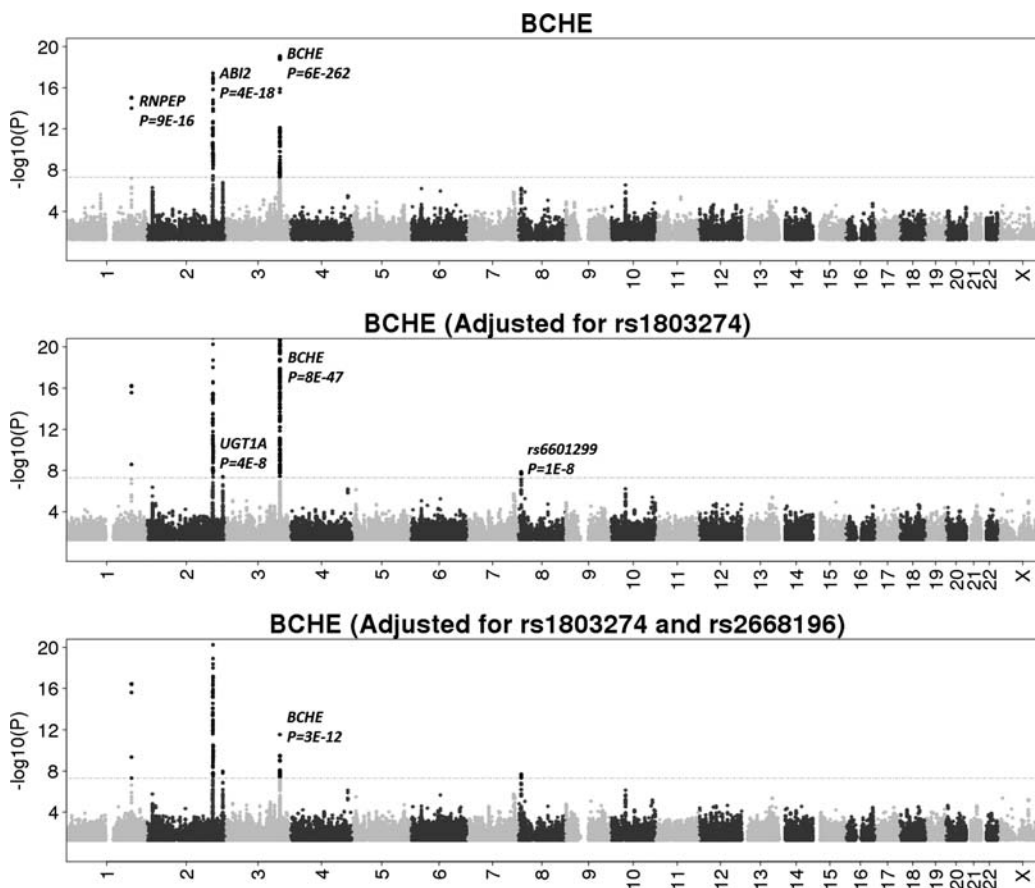 BCHE
-log10(P)
20
16
12
8
4
RNPEP
P=9E-16
ABI2
P=4E-18
BCHE
P=6E-262
1 2 3 4 5 6 7 8 9 10 11 12 13 14 15 16 17 18 19 20 21 22 X
BCHE (Adjusted for rs1803274)
-log10(P)
20
16
12
8
4
BCHE
P=8E-47
UGT1A
P=4E-8
rs6601299
P=1E-8
1 2 3 4 5 6 7 8 9 10 11 12 13 14 15 16 17 18 19 20 21 22 X
BCHE (Adjusted for rs1803274 and rs2668196)
-log10(P)
20
16
12
8
4
BCHE
P=3E-12
1 2 3 4 5 6 7 8 9 10 11 12 13 14 15 16 17 18 19 20 21 22 X